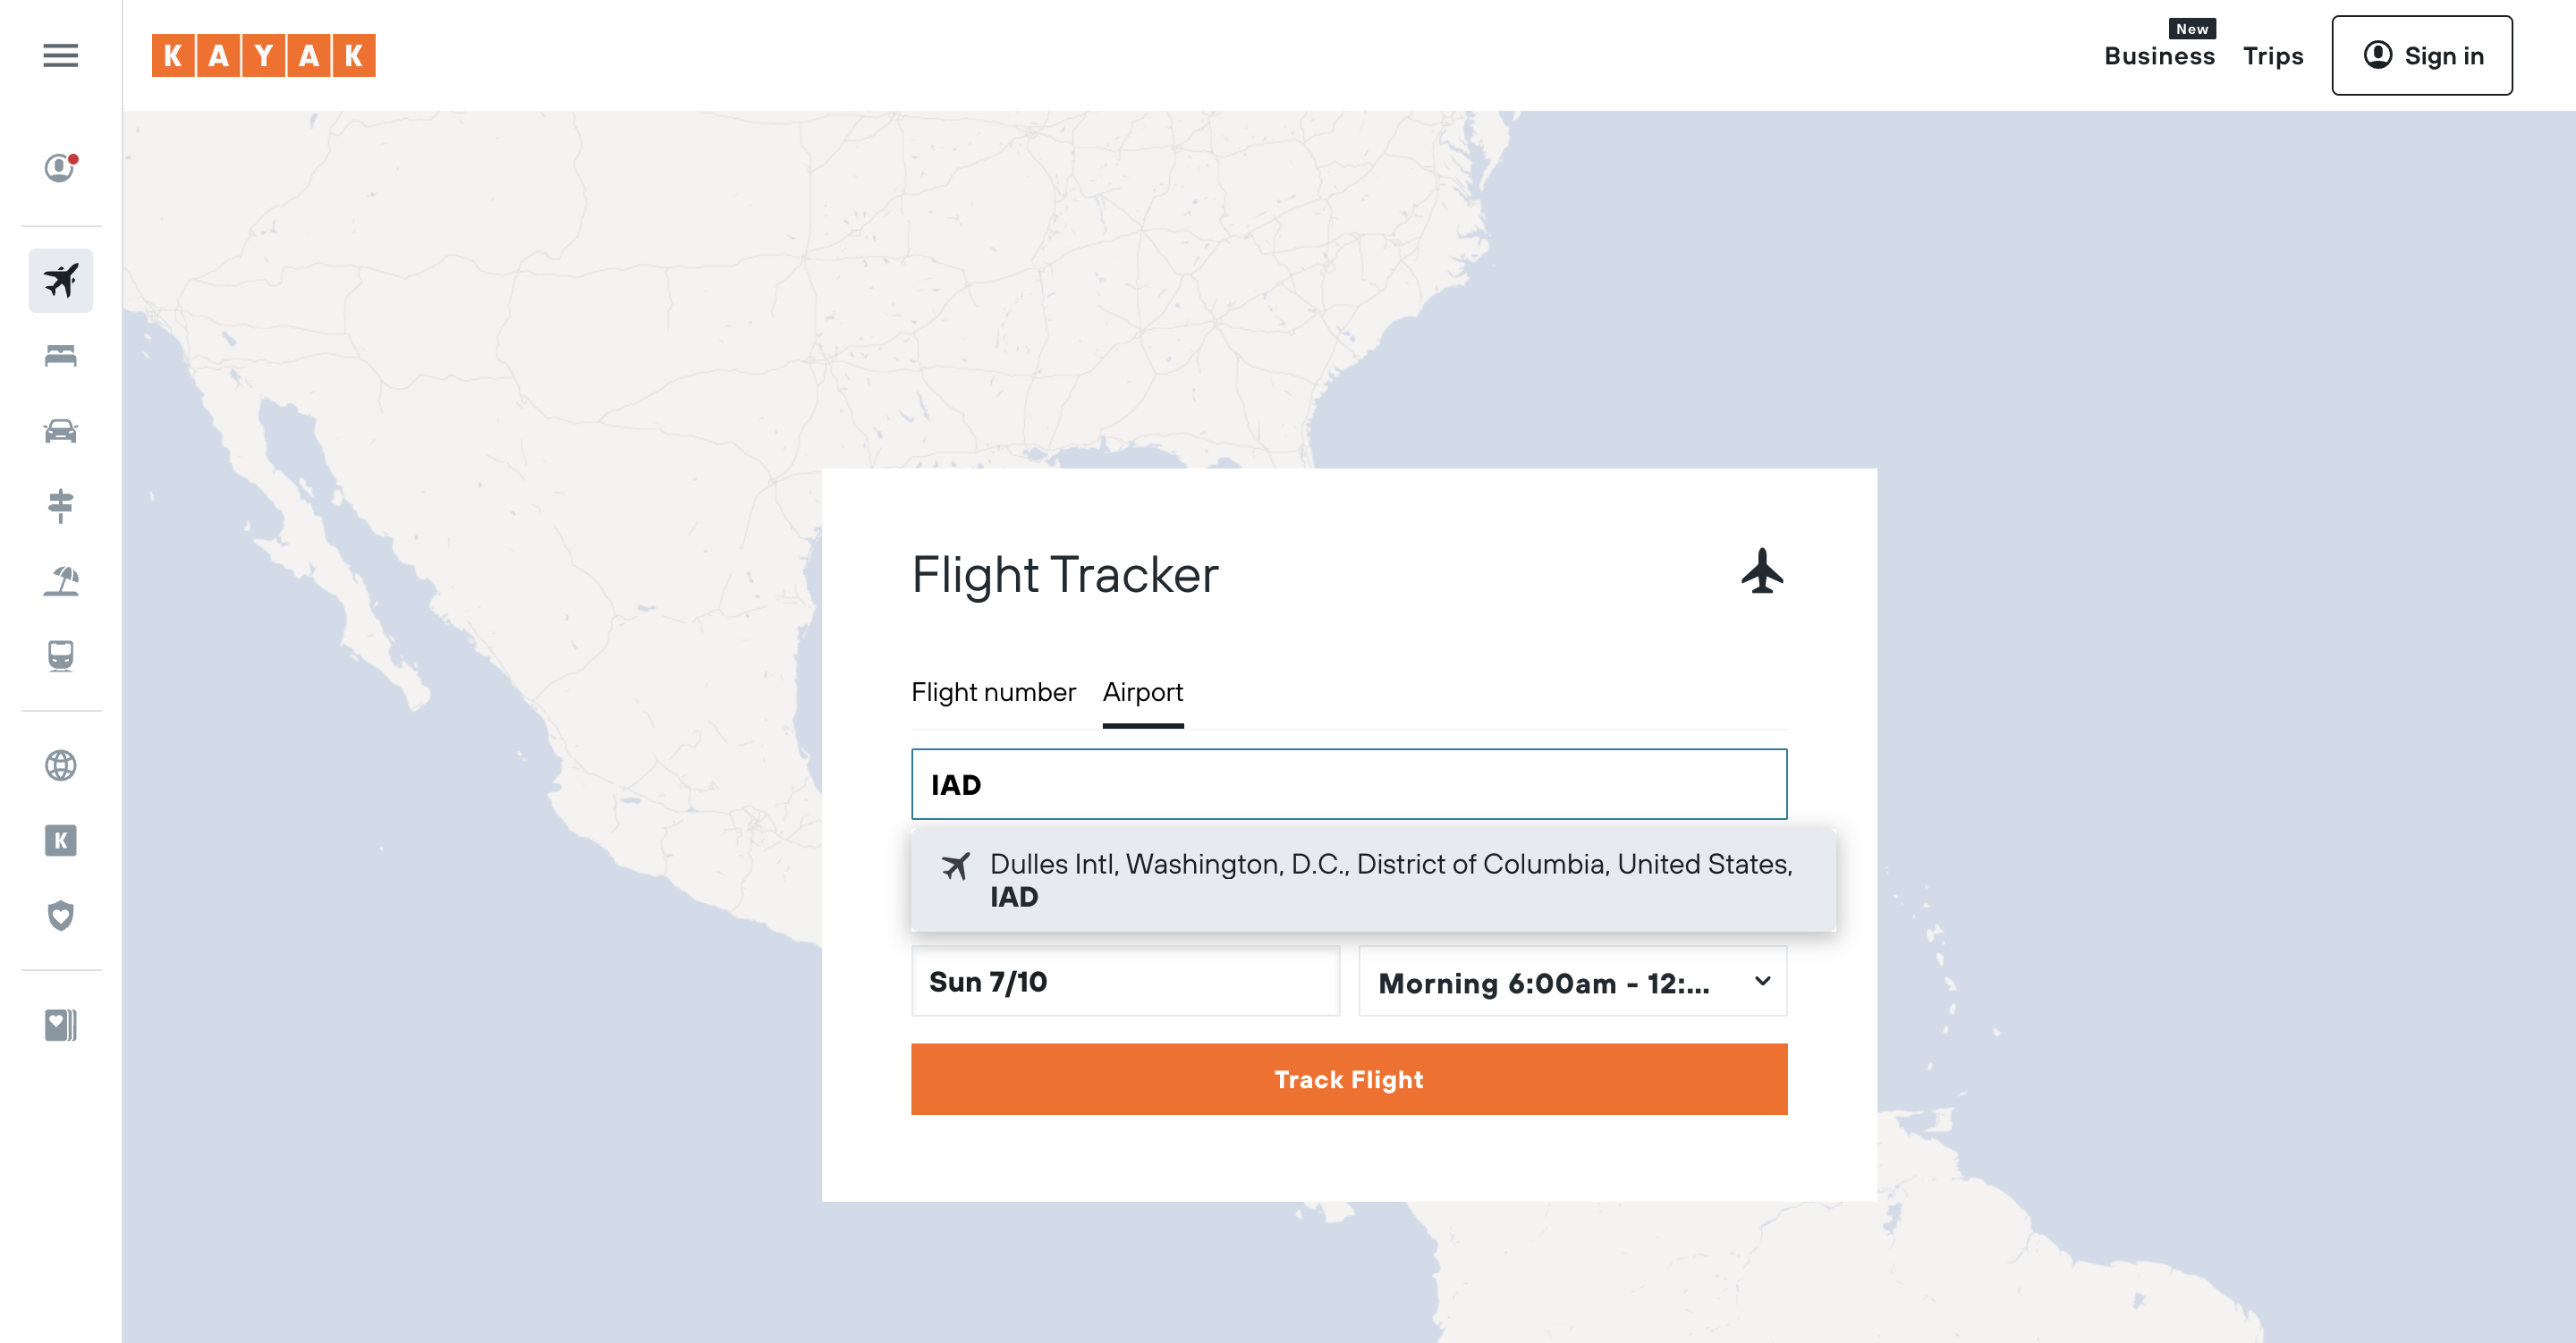 KAYAK
New
Business Trips Sign in
Flight Tracker
Flight number Airport
IAD
Dulles Intl, Washington, D.C., District of Columbia, United States,
IAD
Sun 7/10 Morning 6:00am - 12:...
Track Flight
K